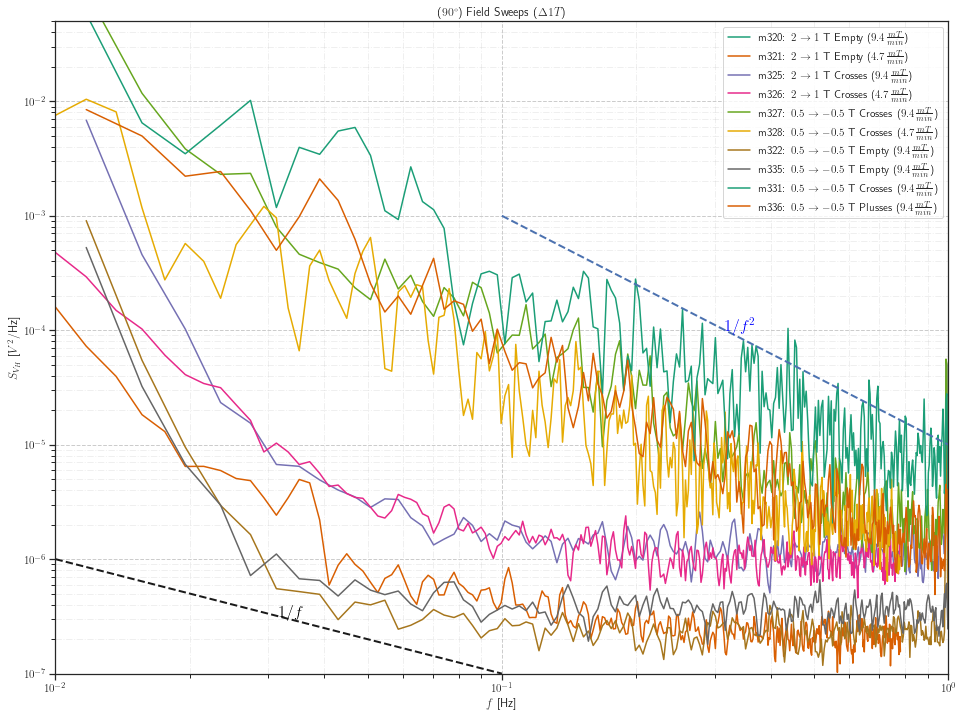 (90°) Field Sweeps (Δ1T)
m320: 2 → 1 T Empty (9.4 mT/min)
m321: 2 → 1 T Empty (4.7 mT/min)
m325: 2 → 1 T Crosses (9.4 mT/min)
m326: 2 → 1 T Crosses (4.7 mT/min)
m327: 0.5 → −0.5 T Crosses (9.4 mT/min)
m328: 0.5 → −0.5 T Crosses (4.7 mT/min)
m322: 0.5 → −0.5 T Empty (9.4 mT/min)
m335: 0.5 → −0.5 T Empty (9.4 mT/min)
m331: 0.5 → −0.5 T Crosses (9.4 mT/min)
m336: 0.5 → −0.5 T Plusses (9.4 mT/min)
10⁻²
10⁻³
10⁻⁴
10⁻⁵
10⁻⁶
10⁻⁷
S_{V_H} [V²/Hz]
1/f²
1/f
10⁻²
10⁻¹
10⁰
f [Hz]